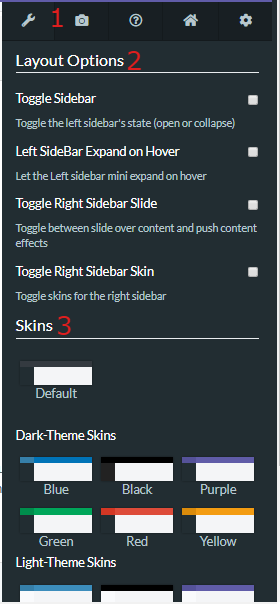 1
Layout Options 2
Toggle Sidebar
Toggle the left sidebar's state (open or collapse)
Left SideBar Expand on Hover
Let the Left sidebar mini expand on hover
Toggle Right Sidebar Slide
Toggle between slide over content and push content
effects
Toggle Right Sidebar Skin
Toggle skins for the right sidebar
Skins 3
Default
Dark-Theme Skins
Blue Black Purple
Green Red Yellow
Light-Theme Skins